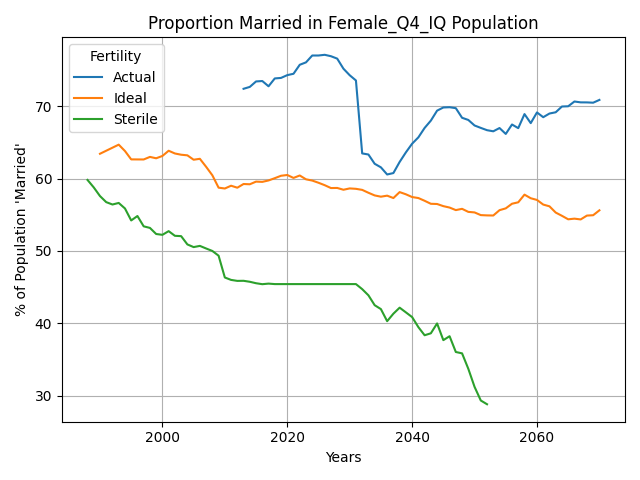 Proportion Married in Female_Q4_IQ Population
Fertility
Actual
Ideal
Sterile
% of Population 'Married'
70
60
50
40
30
2000
2020
2040
2060
Years